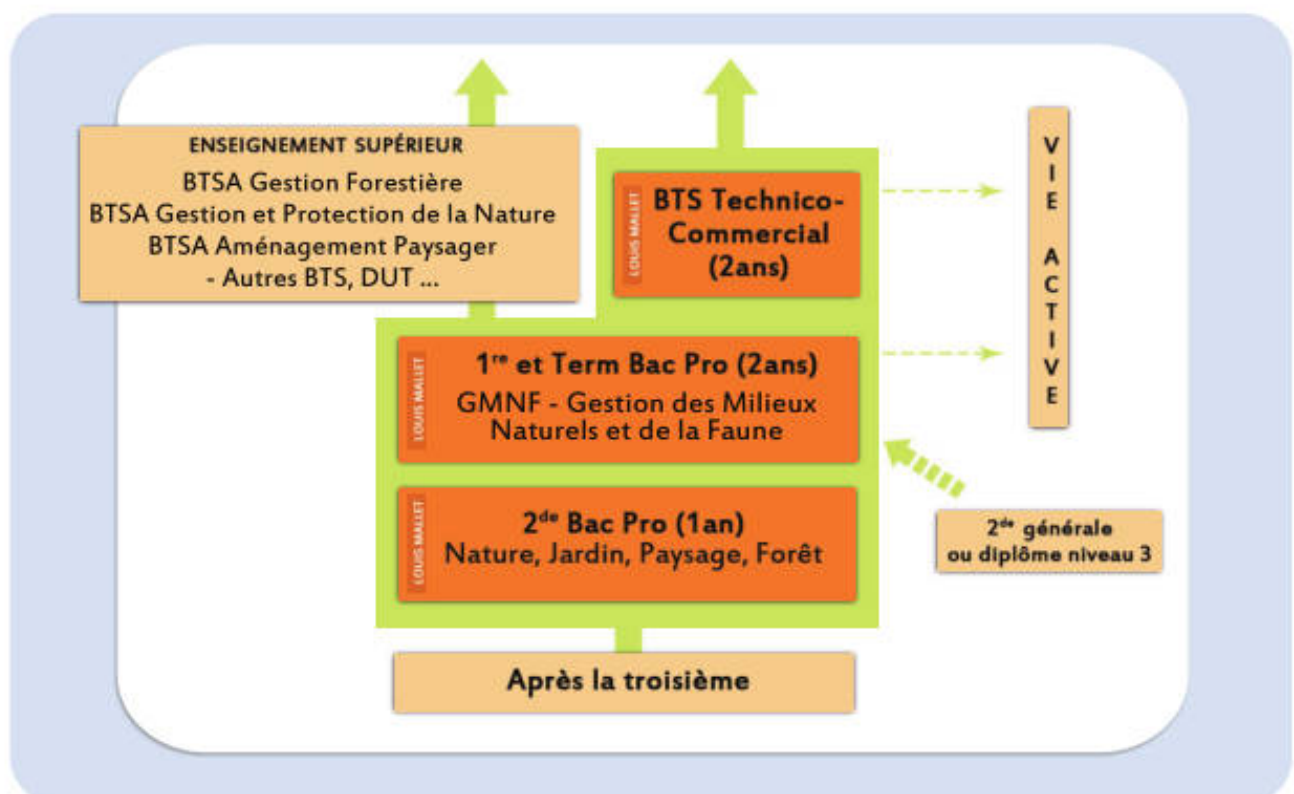 ENSEIGNEMENT SUPÉRIEUR
BTSA Gestion Forestière
BTSA Gestion et Protection de la Nature
BTSA Aménagement Paysager
- Autres BTS, DUT ...
LOUIS MALLET
BTS Technico-
Commercial
(2ans)
VIE ACTIVE
LOUIS MALLET
1re et Term Bac Pro (2ans)
GMNF - Gestion des Milieux
Naturels et de la Faune
LOUIS MALLET
2de Bac Pro (1an)
Nature, Jardin, Paysage, Forêt
2de générale
ou diplôme niveau 3
Après la troisième